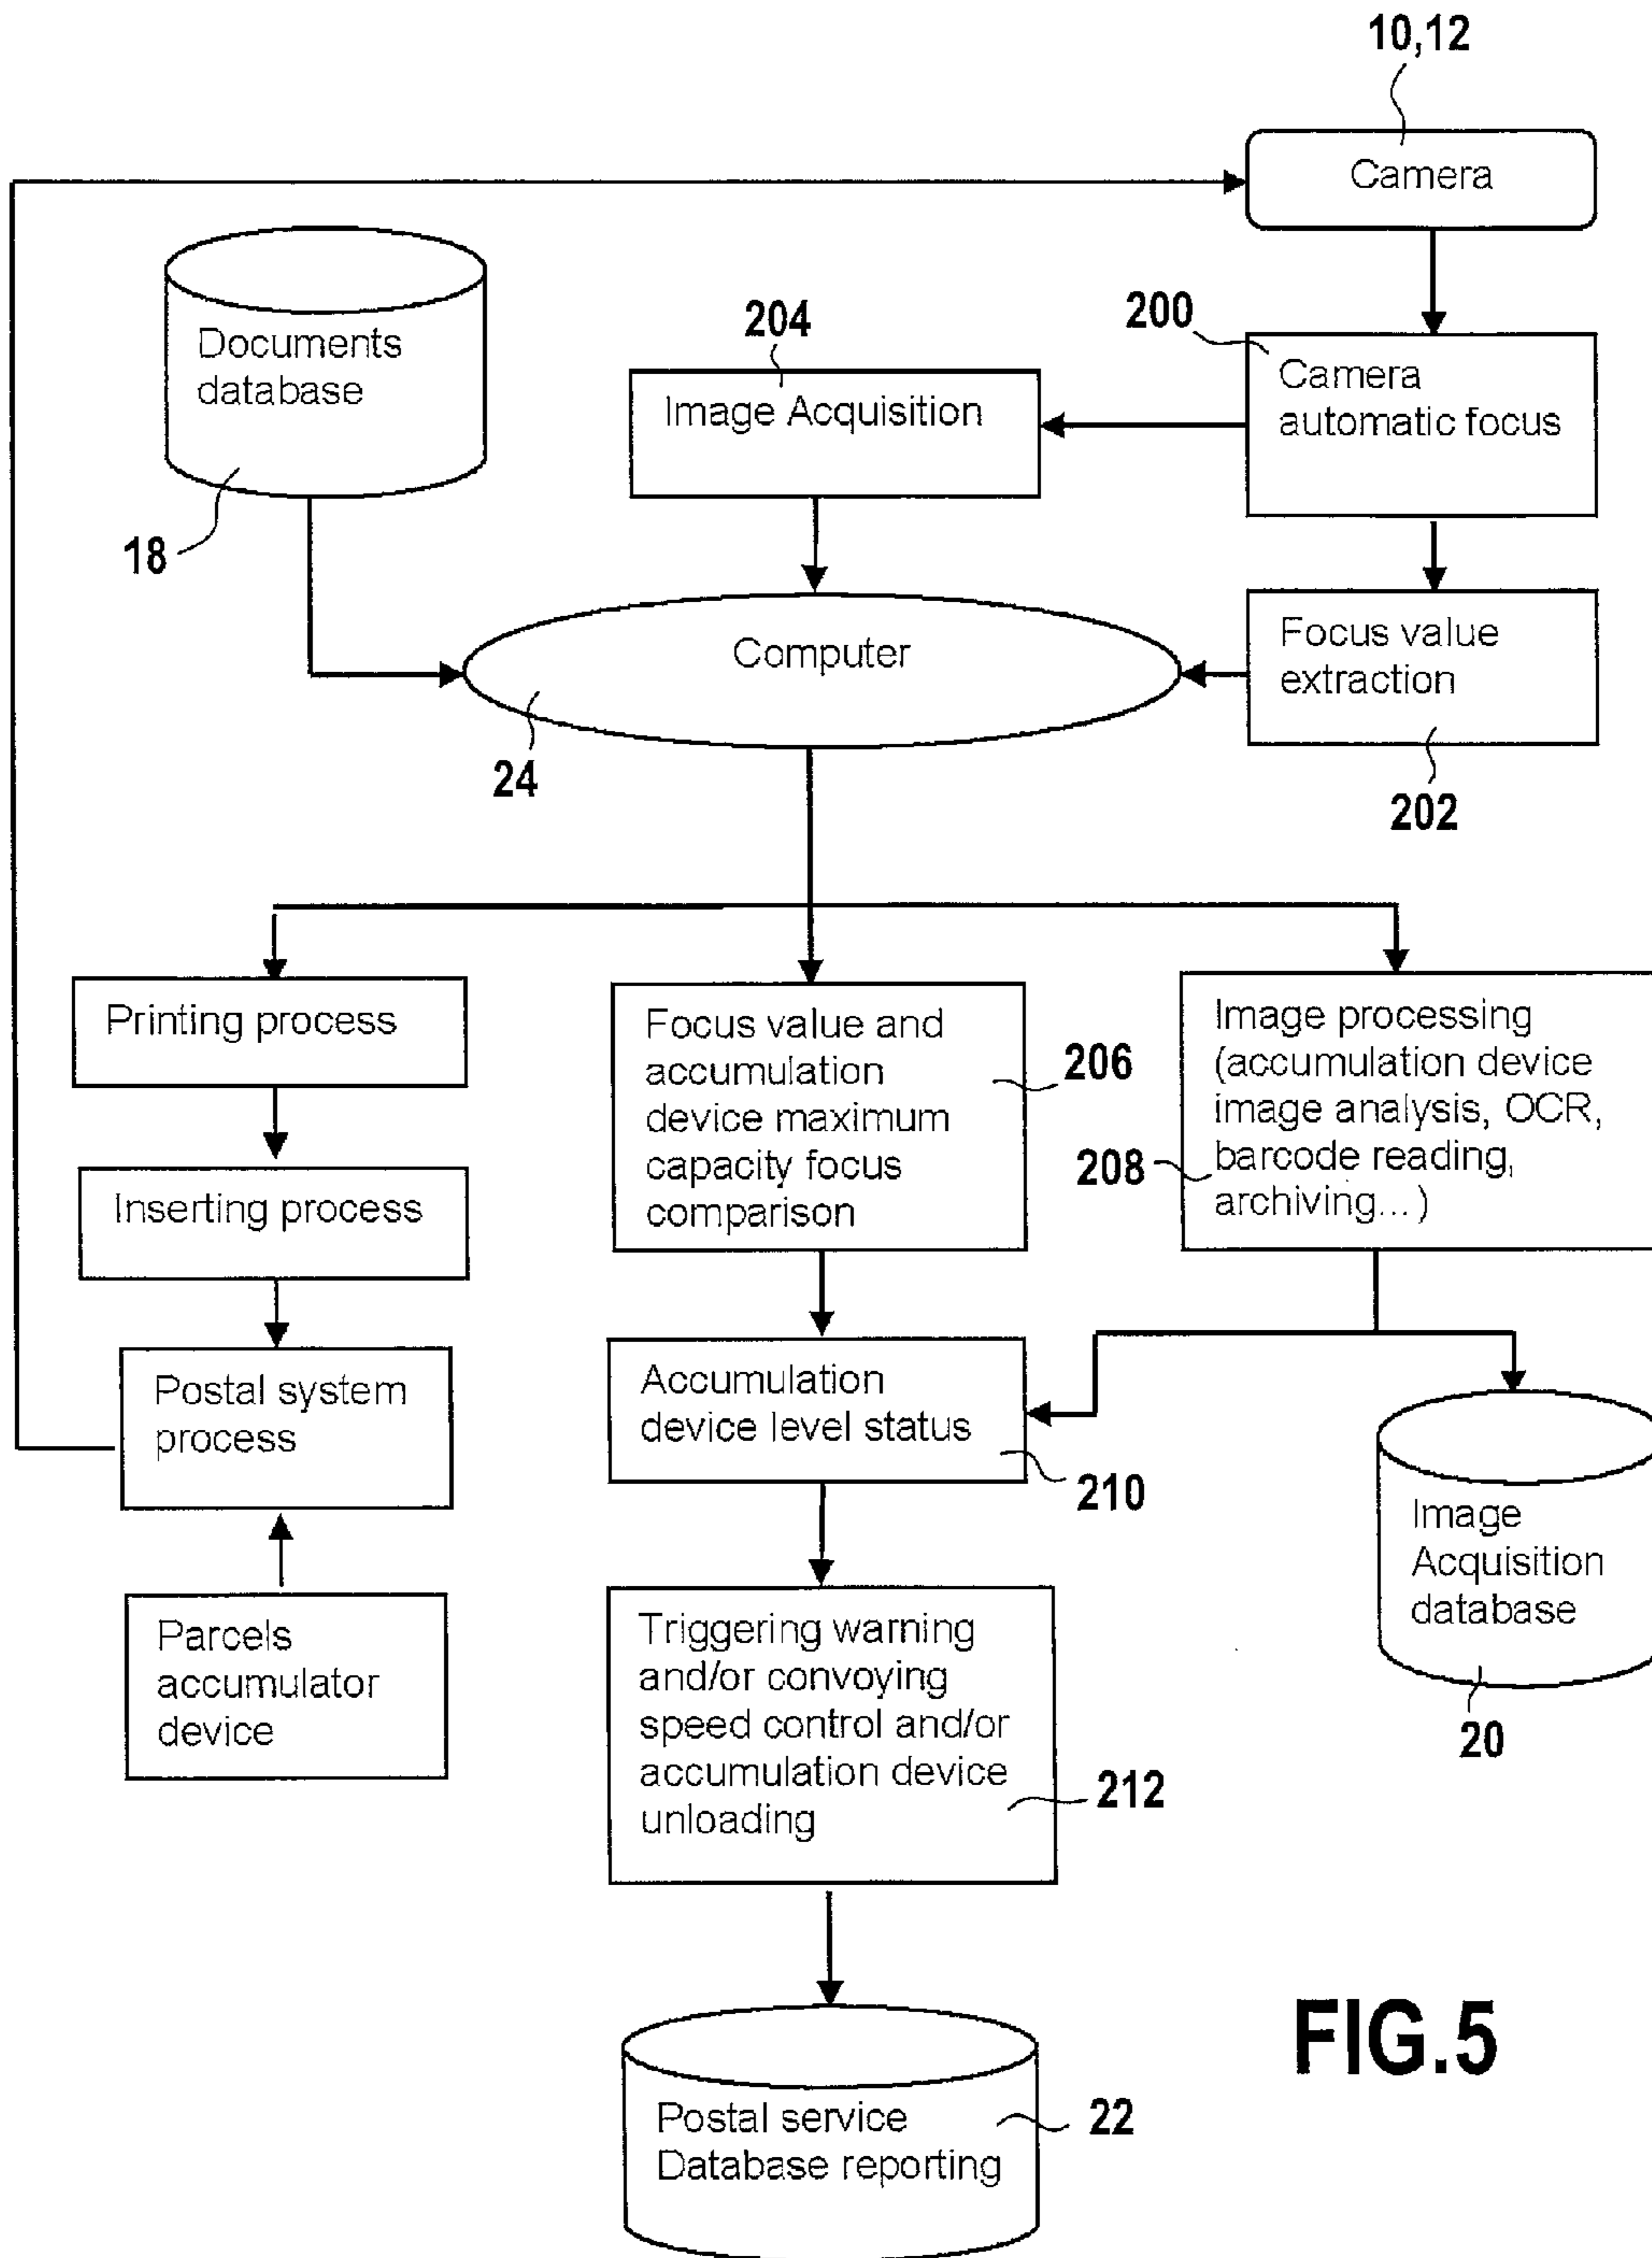 10,12
Camera
Documents
database
18
204
Image Acquisition
200
Camera
automatic focus
Computer
24
Focus value
extraction
202
Printing process
Inserting process
Postal system
process
Parcels
accumulator
device
Focus value and
accumulation
device maximum
capacity focus
comparison
206
Image processing
(accumulation device
image analysis, OCR,
barcode reading,
archiving...)
208
Accumulation
device level status
210
Image
Acquisition
database
20
Triggering warning
and/or convoying
speed control and/or
accumulation device
unloading
212
Postal service
Database reporting
22
FIG.5